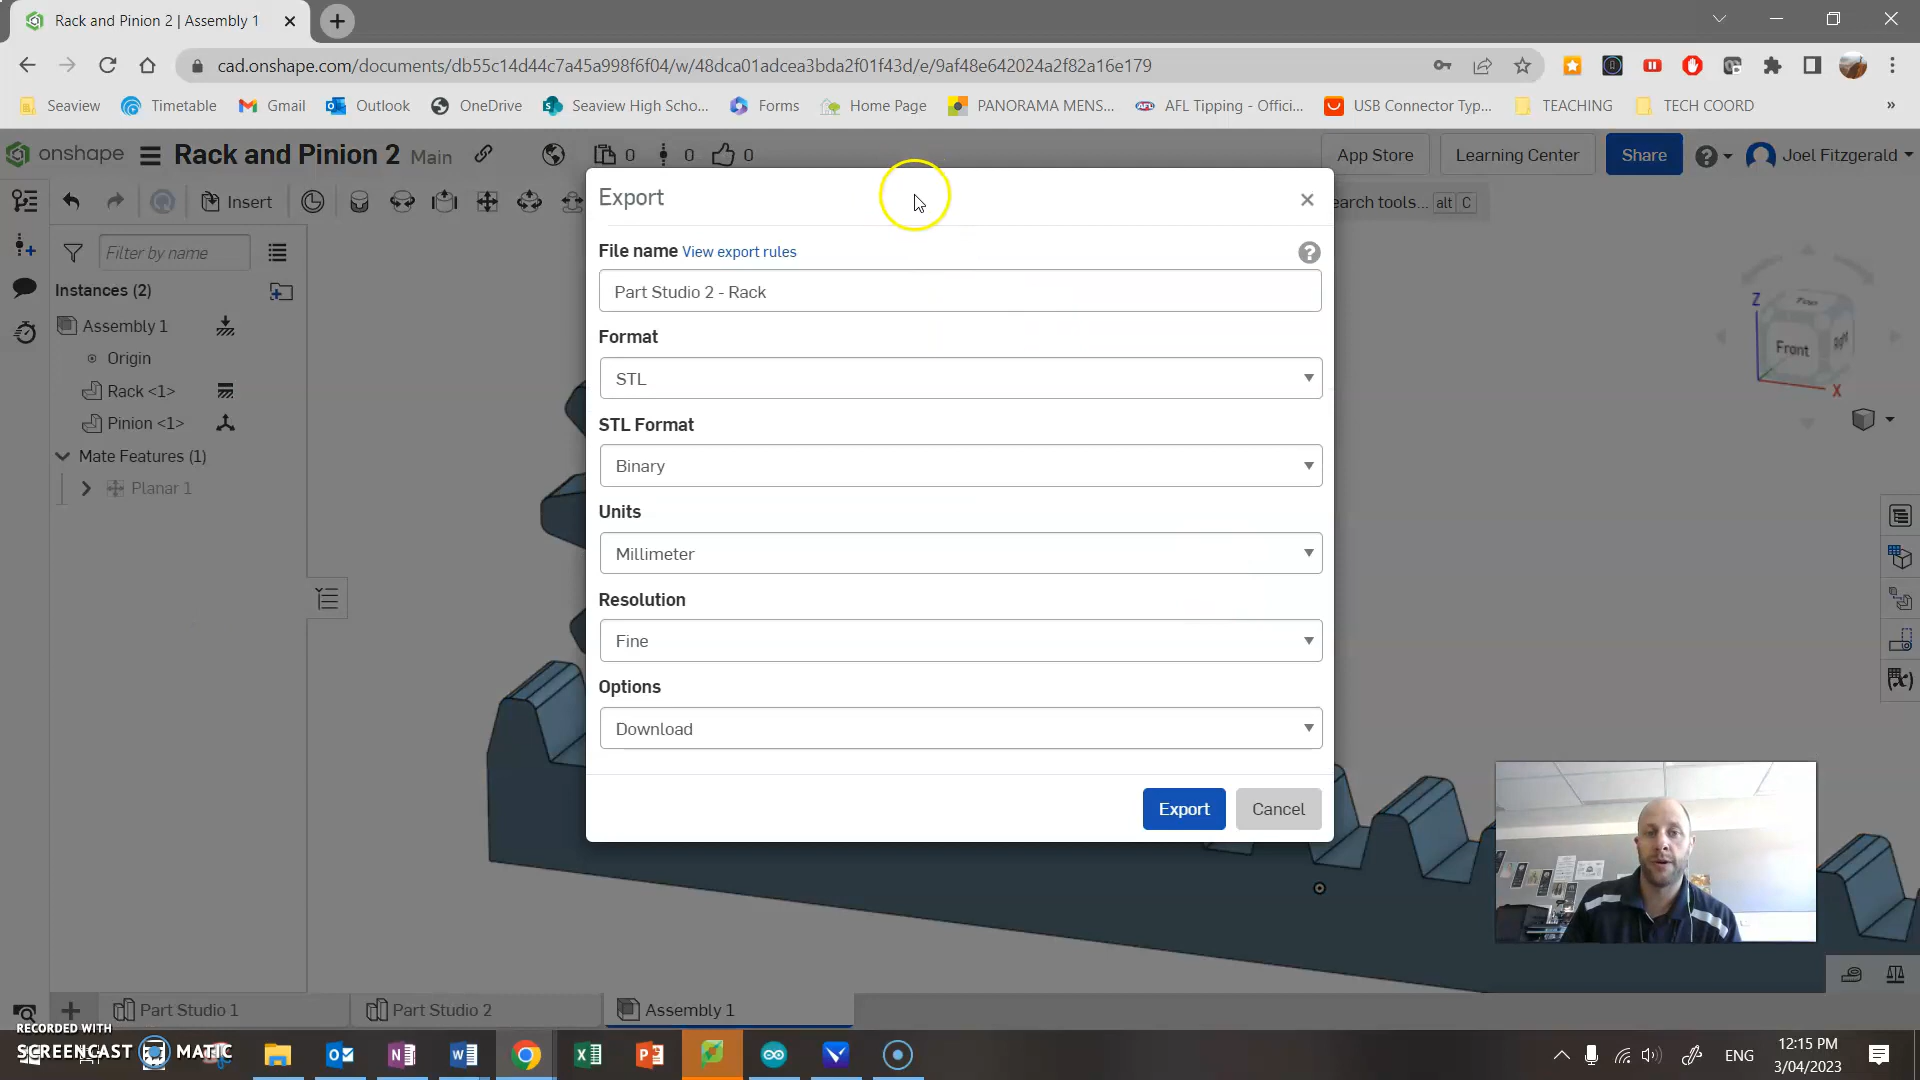 Rack and Pinion 2 | Assembly 1
cad.onshape.com/documents/db55c14d44c7a45a998f6f04/w/48dca01adcea3bda2f01f43d/e/9af48e642024a2f82a16e179
Seaview Timetable Gmail Outlook OneDrive Seaview High Scho... Forms Home Page PANORAMA MENS... AFL Tipping - Offici... USB Connector Typ... TEACHING TECH COORD »
onshape Rack and Pinion 2 Main 0 0 0 App Store Learning Center Share Joel Fitzgerald
Insert earch tools... alt C
Export
File name View export rules
Part Studio 2 - Rack
Format
STL
STL Format
Binary
Units
Millimeter
Resolution
Fine
Options
Download
Export Cancel
Filter by name
Instances (2)
Assembly 1
Origin
Rack <1>
Pinion <1>
Mate Features (1)
Planar 1
Z
Front
X
Part Studio 1 Part Studio 2 Assembly 1
RECORDED WITH
SCREENCAST MATIC
ENG
12:15 PM
3/04/2023